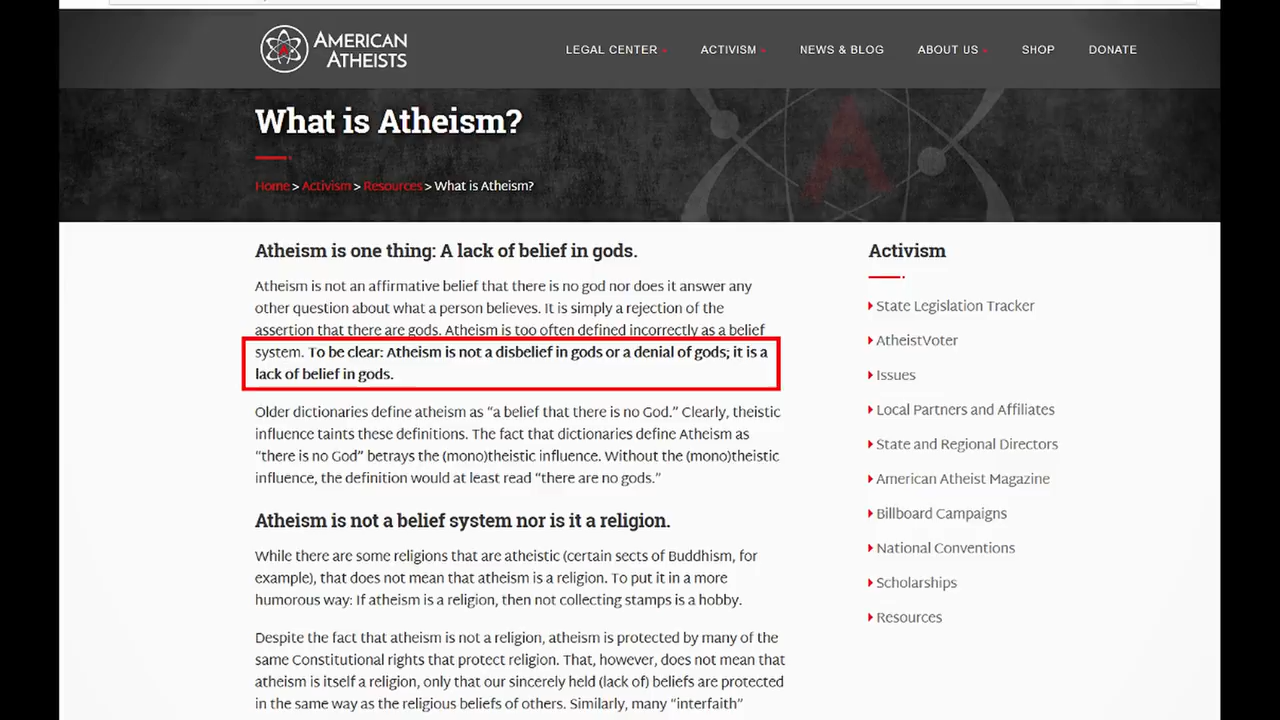 AMERICAN
ATHEISTS
LEGAL CENTER
ACTIVISM
NEWS & BLOG
ABOUT US
SHOP
DONATE
What is Atheism?
Home > Activism > Resources > What is Atheism?
A
Atheism is one thing: A lack of belief in gods.
Atheism is not an affirmative belief that there is no god nor does it answer any
other question about what a person believes. It is simply a rejection of the
assertion that there are gods. Atheism is too often defined incorrectly as a belief
system. To be clear: Atheism is not a disbelief in gods or a denial of gods; it is a
lack of belief in gods.
Older dictionaries define atheism as “a belief that there is no God.” Clearly, theistic
influence taints these definitions. The fact that dictionaries define Atheism as
“there is no God” betrays the (mono)theistic influence. Without the (mono)theistic
influence, the definition would at least read “there are no gods.”
Atheism is not a belief system nor is it a religion.
While there are some religions that are atheistic (certain sects of Buddhism, for
example), that does not mean that atheism is a religion. To put it in a more
humorous way: If atheism is a religion, then not collecting stamps is a hobby.
Despite the fact that atheism is not a religion, atheism is protected by many of the
same Constitutional rights that protect religion. That, however, does not mean that
atheism is itself a religion, only that our sincerely held (lack of) beliefs are protected
in the same way as the religious beliefs of others. Similarly, many “interfaith”
Activism
State Legislation Tracker
AtheistVoter
Issues
Local Partners and Affiliates
State and Regional Directors
American Atheist Magazine
Billboard Campaigns
National Conventions
Scholarships
Resources